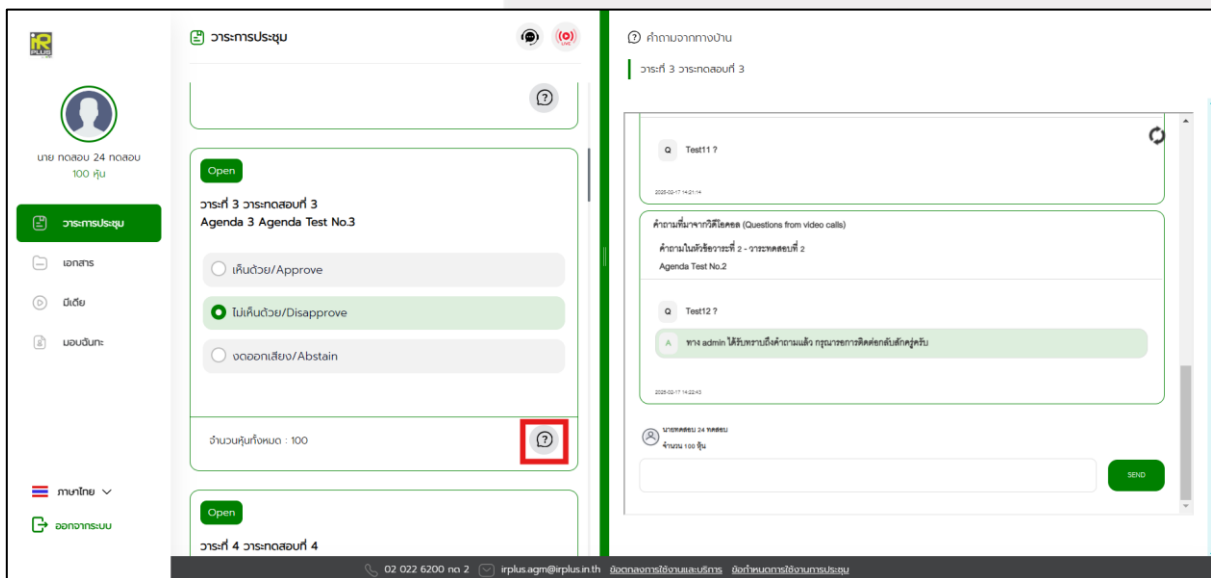 iR
PLUS
นาย ทดสอบ 24 ทดสอบ
100 หุ้น
วาระการประชุม
เอกสาร
มีเดีย
มอบฉันทะ
ภาษาไทย
ออกจากระบบ
วาระการประชุม
LIVE
Open
วาระที่ 3 วาระทดสอบที่ 3
Agenda 3 Agenda Test No.3
เห็นด้วย/Approve
ไม่เห็นด้วย/Disapprove
งดออกเสียง/Abstain
จำนวนหุ้นทั้งหมด : 100
Open
วาระที่ 4 วาระทดสอบที่ 4
คำถามจากทางบ้าน
วาระที่ 3 วาระทดสอบที่ 3
Q Test11 ?
2025-02-17 14:21:14
คำถามที่มาจากวิดีโอคอล (Questions from video calls)
คำถามในหัวข้อวาระที่ 2 - วาระทดสอบที่ 2
Agenda Test No.2
Q Test12 ?
A ทาง admin ได้รับทราบถึงคำถามแล้ว กรุณารอการติดต่อกลับสักครู่ครับ
2025-02-17 14:22:43
นายทดสอบ 24 ทดสอบ
จำนวน 100 หุ้น
SEND
02 022 6200 กด 2 irplus.agm@irplus.in.th ข้อตกลงการใช้งานและบริการ ข้อกำหนดการใช้งานการประชุม